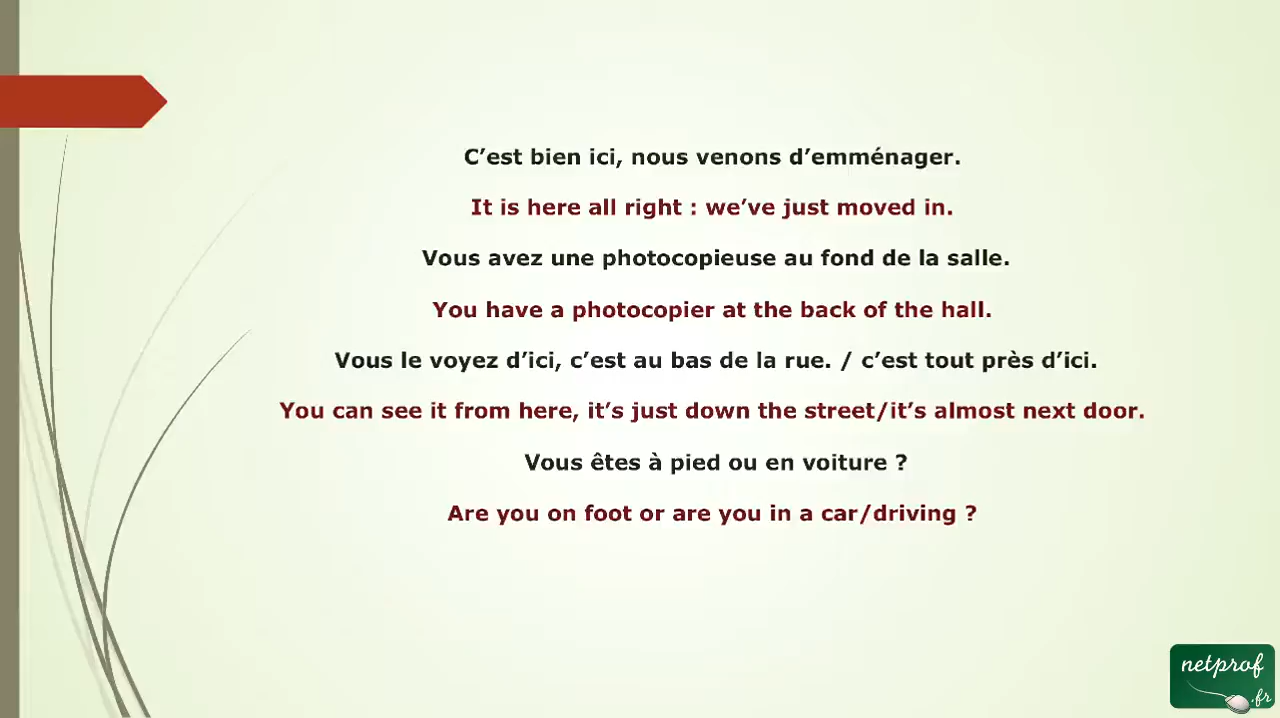 C’est bien ici, nous venons d’emménager.
It is here all right : we’ve just moved in.
Vous avez une photocopieuse au fond de la salle.
You have a photocopier at the back of the hall.
Vous le voyez d’ici, c’est au bas de la rue. / c’est tout près d’ici.
You can see it from here, it’s just down the street/it’s almost next door.
Vous êtes à pied ou en voiture ?
Are you on foot or are you in a car/driving ?
netprof
.fr